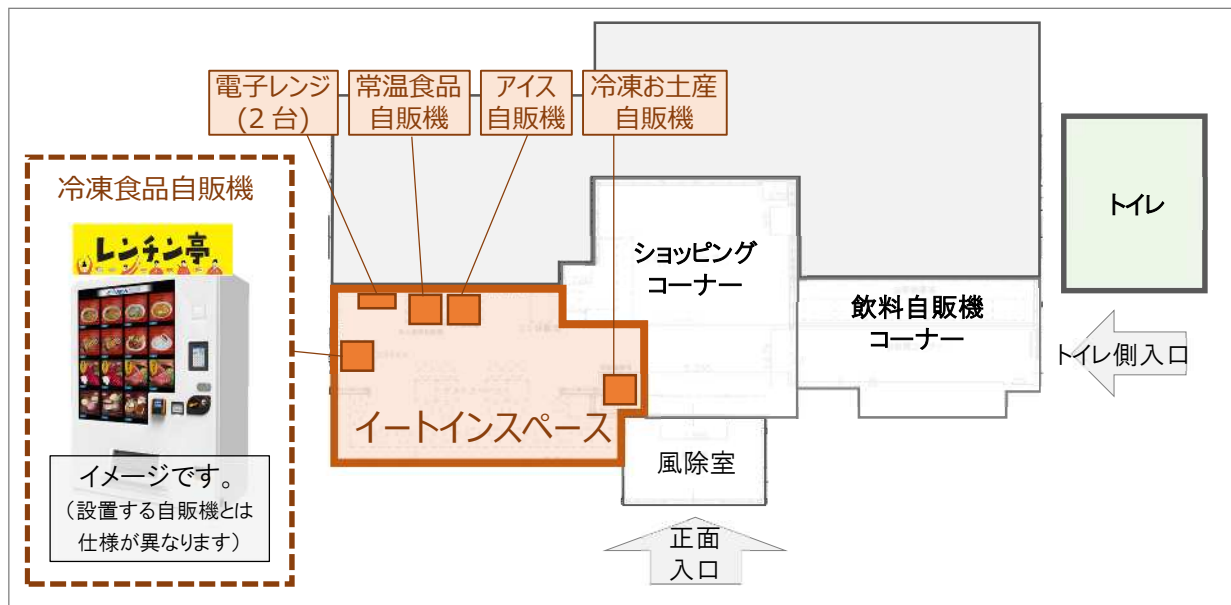 電子レンジ
(2 台)
常温食品
自販機
アイス
自販機
冷凍お土産
自販機
冷凍食品自販機
レンチン亭
イメージです。
（設置する自販機とは
仕様が異なります）
ショッピング
コーナー
飲料自販機
コーナー
トイレ
トイレ側入口
イートインスペース
風除室
正面
入口